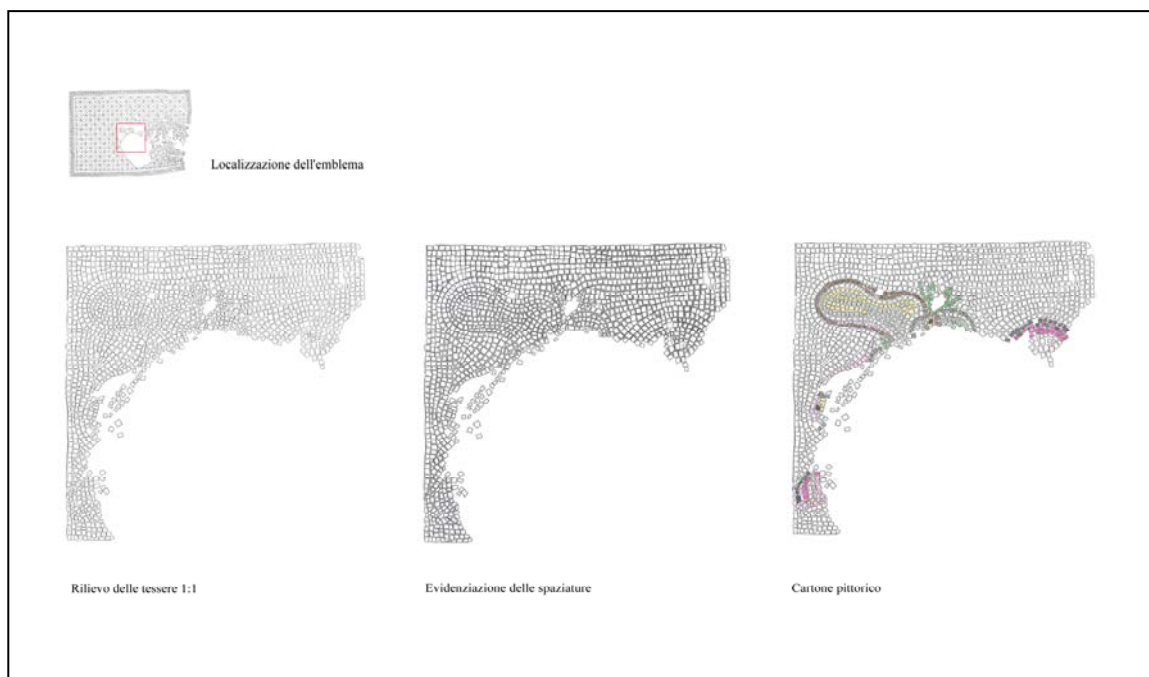 Localizzazione dell'emblema
Rilievo delle tessere 1:1
Evidenziazione delle spaziature
Cartone pittorico